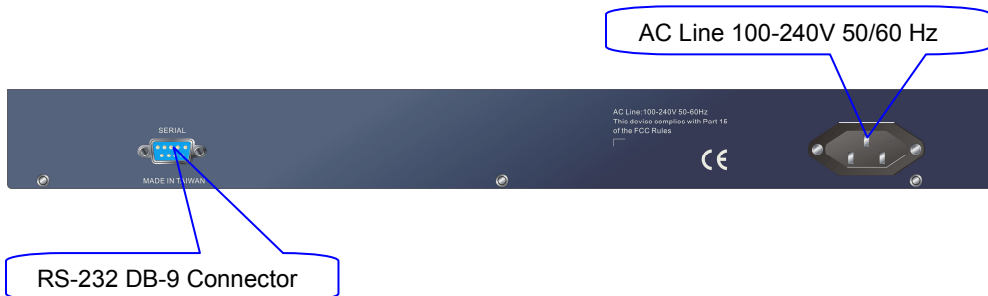 AC Line 100-240V 50/60 Hz
AC Line:100-240V 50-60Hz
This device complies with Part 15
of the FCC Rules
SERIAL
CE
MADE IN TAIWAN
RS-232 DB-9 Connector